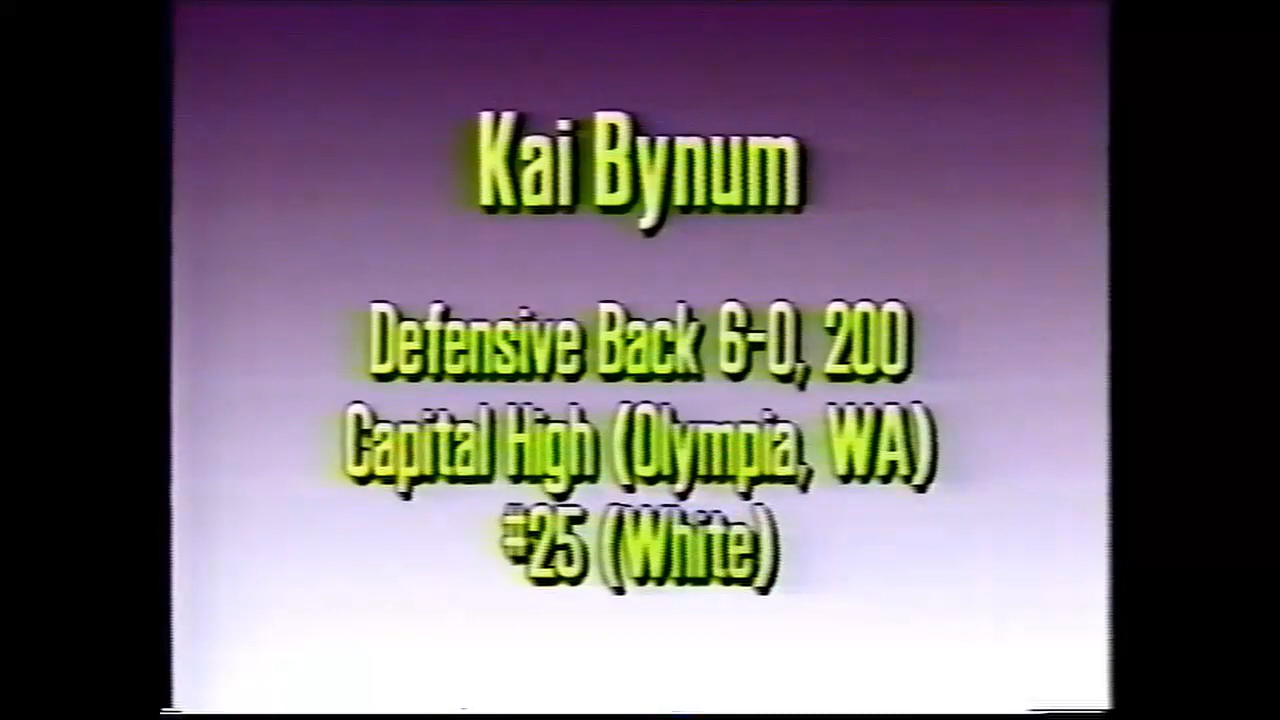 Kai Bynum
Defensive Back 6-0, 200
Capital High (Olympia, WA)
#25 (White)